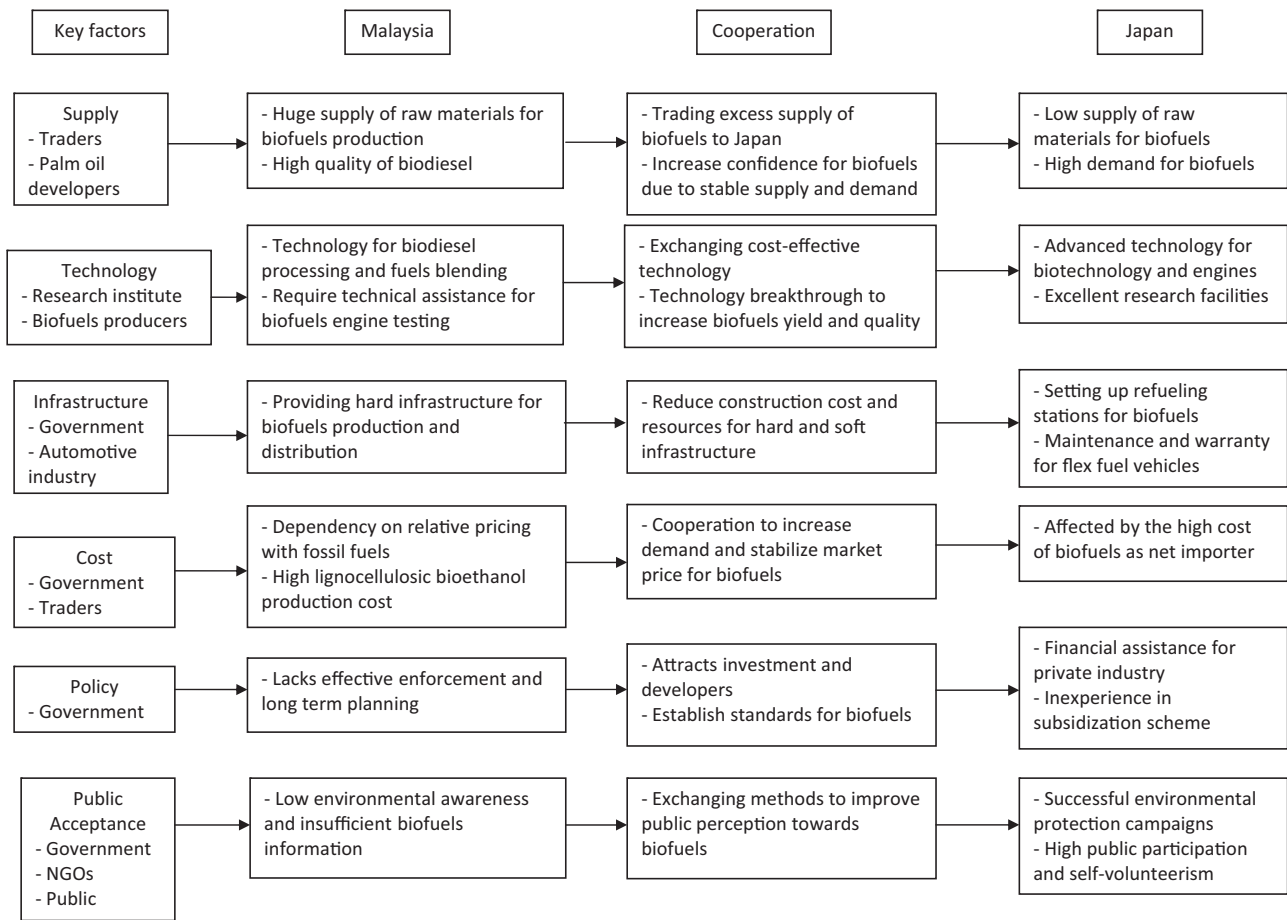 Key factors
Malaysia
Cooperation
Japan
Supply
- Traders
- Palm oil
developers
- Huge supply of raw materials for
biofuels production
- High quality of biodiesel
- Trading excess supply of
biofuels to Japan
- Increase confidence for biofuels
due to stable supply and demand
- Low supply of raw
materials for biofuels
- High demand for biofuels
Technology
- Research institute
- Biofuels producers
- Technology for biodiesel
processing and fuels blending
- Require technical assistance for
biofuels engine testing
- Exchanging cost-effective
technology
- Technology breakthrough to
increase biofuels yield and quality
- Advanced technology for
biotechnology and engines
- Excellent research facilities
Infrastructure
- Government
- Automotive
industry
- Providing hard infrastructure for
biofuels production and
distribution
- Reduce construction cost and
resources for hard and soft
infrastructure
- Setting up refueling
stations for biofuels
- Maintenance and warranty
for flex fuel vehicles
Cost
- Government
- Traders
- Dependency on relative pricing
with fossil fuels
- High lignocellulosic bioethanol
production cost
- Cooperation to increase
demand and stabilize market
price for biofuels
- Affected by the high cost
of biofuels as net importer
Policy
- Government
- Lacks effective enforcement and
long term planning
- Attracts investment and
developers
- Establish standards for biofuels
- Financial assistance for
private industry
- Inexperience in
subsidization scheme
Public
Acceptance
- Government
- NGOs
- Public
- Low environmental awareness
and insufficient biofuels
information
- Exchanging methods to improve
public perception towards
biofuels
- Successful environmental
protection campaigns
- High public participation
and self-volunteerism